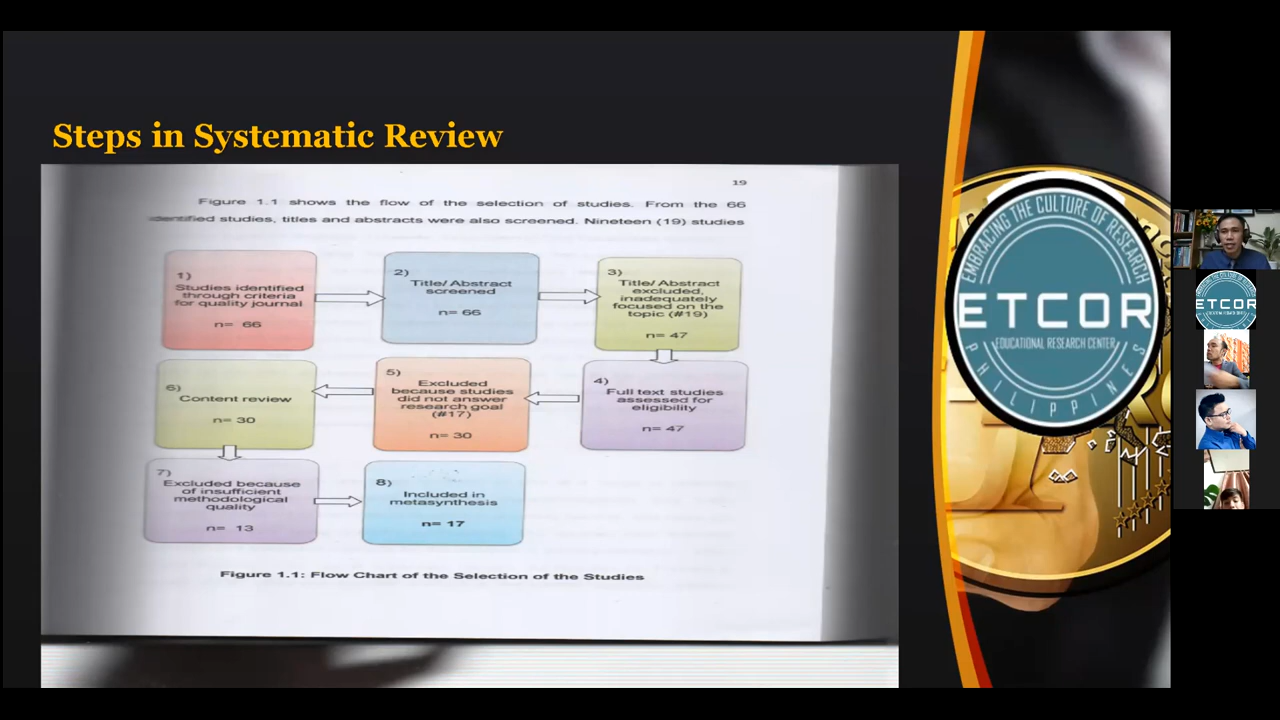 Steps in Systematic Review
19
Figure 1.1 shows the flow of the selection of studies. From the 66
identified studies, titles and abstracts were also screened. Nineteen (19) studies
1)
Studies identified
through criteria
for quality journal
n= 66
2)
Title/ Abstract
screened
n= 66
3)
Title/ Abstract
excluded,
inadequately
focused on the
topic (#19)
n= 47
4)
Full text studies
assessed for
eligibility
n= 47
5)
Excluded
because studies
did not answer
research goal
(#17)
n= 30
6)
Content review
n= 30
7)
Excluded because
of insufficient
methodological
quality
n= 13
8)
Included in
metasynthesis
n= 17
Figure 1.1: Flow Chart of the Selection of the Studies
EMBRACING THE CULTURE OF RESEARCH
ETCOR
EDUCATIONAL RESEARCH CENTER
PHILIPPINES
ETCOR